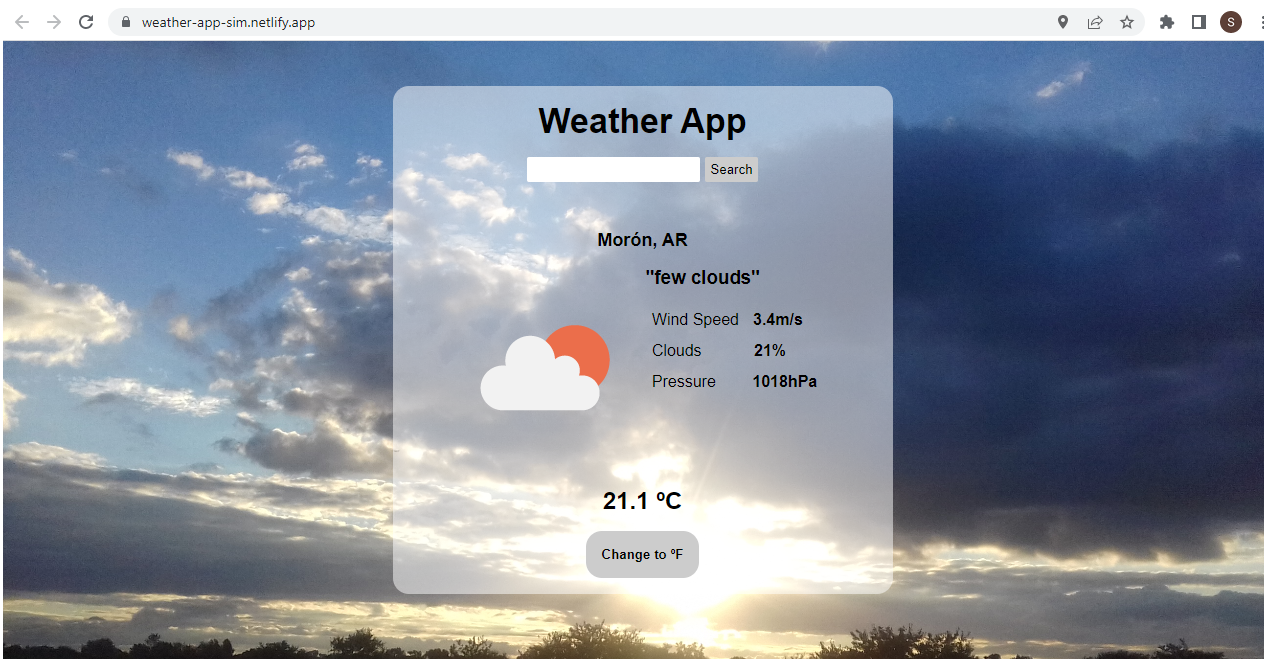 weather-app-sim.netlify.app
S
Weather App
Search
Morón, AR
"few clouds"
Wind Speed 3.4m/s
Clouds 21%
Pressure 1018hPa
21.1 ºC
Change to ºF